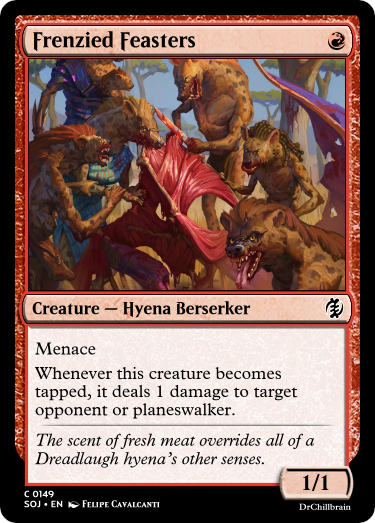 Frenzied Feasters
Creature — Hyena Berserker
Menace
Whenever this creature becomes
tapped, it deals 1 damage to target
opponent or planeswalker.
The scent of fresh meat overrides all of a
Dreadlaugh hyena's other senses.
1/1
C 0149
SOJ • EN Felipe Cavalcanti
DrChillbrain